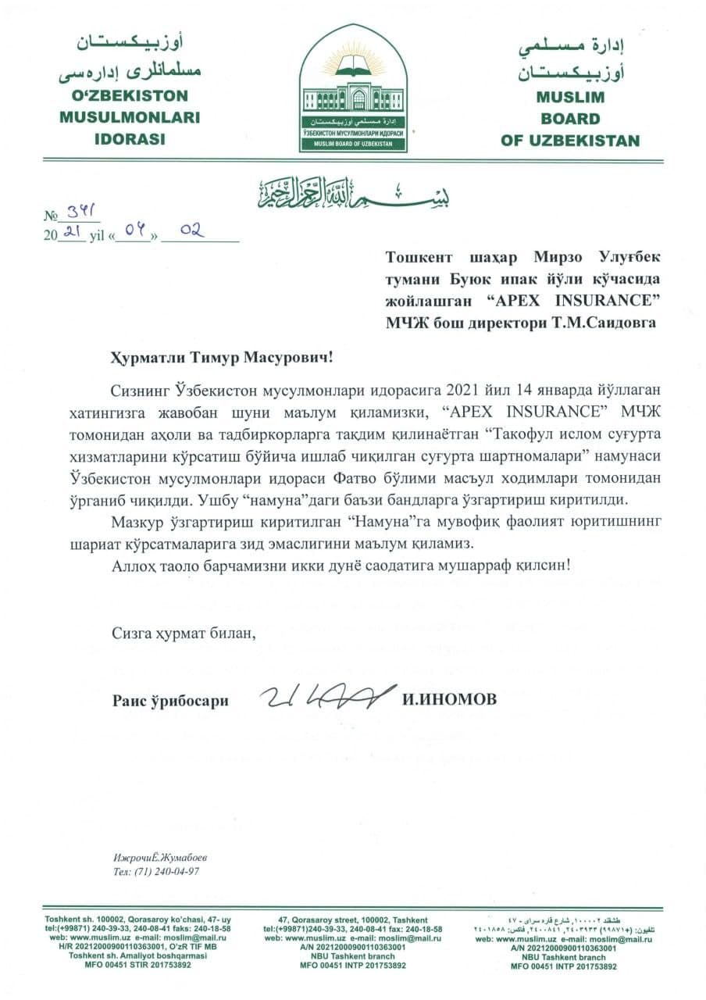 أوزبيكستان
مسلمانلرى إداره سى
O‘ZBEKISTON
MUSULMONLARI
IDORASI
إدارة مسلمي أوزبيكستان
ЎЗБЕКИСТОН МУСУЛМОНЛАРИ ИДОРАСИ
MUSLIM BOARD OF UZBEKISTAN
إدارة مسلمي
أوزبيكستان
MUSLIM
BOARD
OF UZBEKISTAN
بسم الله الرحمن الرحيم
№ 341
2021 yil « 04 » 02
Тошкент шаҳар Мирзо Улуғбек
тумани Буюк ипак йўли кўчасида
жойлашган “APEX INSURANCE”
МЧЖ бош директори Т.М.Саидовга
Ҳурматли Тимур Масурович!
Сизнинг Ўзбекистон мусулмонлари идорасига 2021 йил 14 январда йўллаган
хатингизга жавобан шуни маълум қиламизки, “APEX INSURANCE” МЧЖ
томонидан аҳоли ва тадбиркорларга тақдим қилинаётган “Такофул ислом суғурта
хизматларини кўрсатиш бўйича ишлаб чиқилган суғурта шартномалари” намунаси
Ўзбекистон мусулмонлари идораси Фатво бўлими масъул ходимлари томонидан
ўрганиб чиқилди. Ушбу “намуна”даги баъзи бандларга ўзгартириш киритилди.
Мазкур ўзгартириш киритилган “Намуна”га мувофиқ фаолият юритишнинг
шариат кўрсатмаларига зид эмаслигини маълум қиламиз.
Аллоҳ таоло барчамизни икки дунё саодатига мушарраф қилсин!
Сизга ҳурмат билан,
Раис ўрибосари И.ИНОМОВ
ИжрочиЁ.Жумабоев
Тел: (71) 240-04-97
Toshkent sh. 100002, Qorasaroy ko‘chasi, 47- uy
tel:(+99871) 240-39-33, 240-08-41 faks: 240-18-58
web: www.muslim.uz e-mail: moslim@mail.ru
H/R 20212000900110363001, O‘zR TIF MB
Toshkent sh. Amaliyot boshqarmasi
MFO 00451 STIR 201753892
47, Qorasaroy street, 100002, Tashkent
tel:(+99871)240-39-33, 240-08-41 fax: 240-18-58
web: www.muslim.uz e-mail: moslim@mail.ru
A/N 20212000900110363001
NBU Tashkent branch
MFO 00451 INTP 201753892
طشقند ١٠٠٠٠٢, شارع قاره سراى - ٤٧
تلفيون: (+٩٩٨٧١) ٢٤٠٣٩٣٣, ٢٤٠٠٨٤١, فاكس: ٢٤٠١٨٥٨
web: www.muslim.uz e-mail: moslim@mail.ru
A/N 20212000900110363001
NBU Tashkent branch
MFO 00451 INTP 201753892